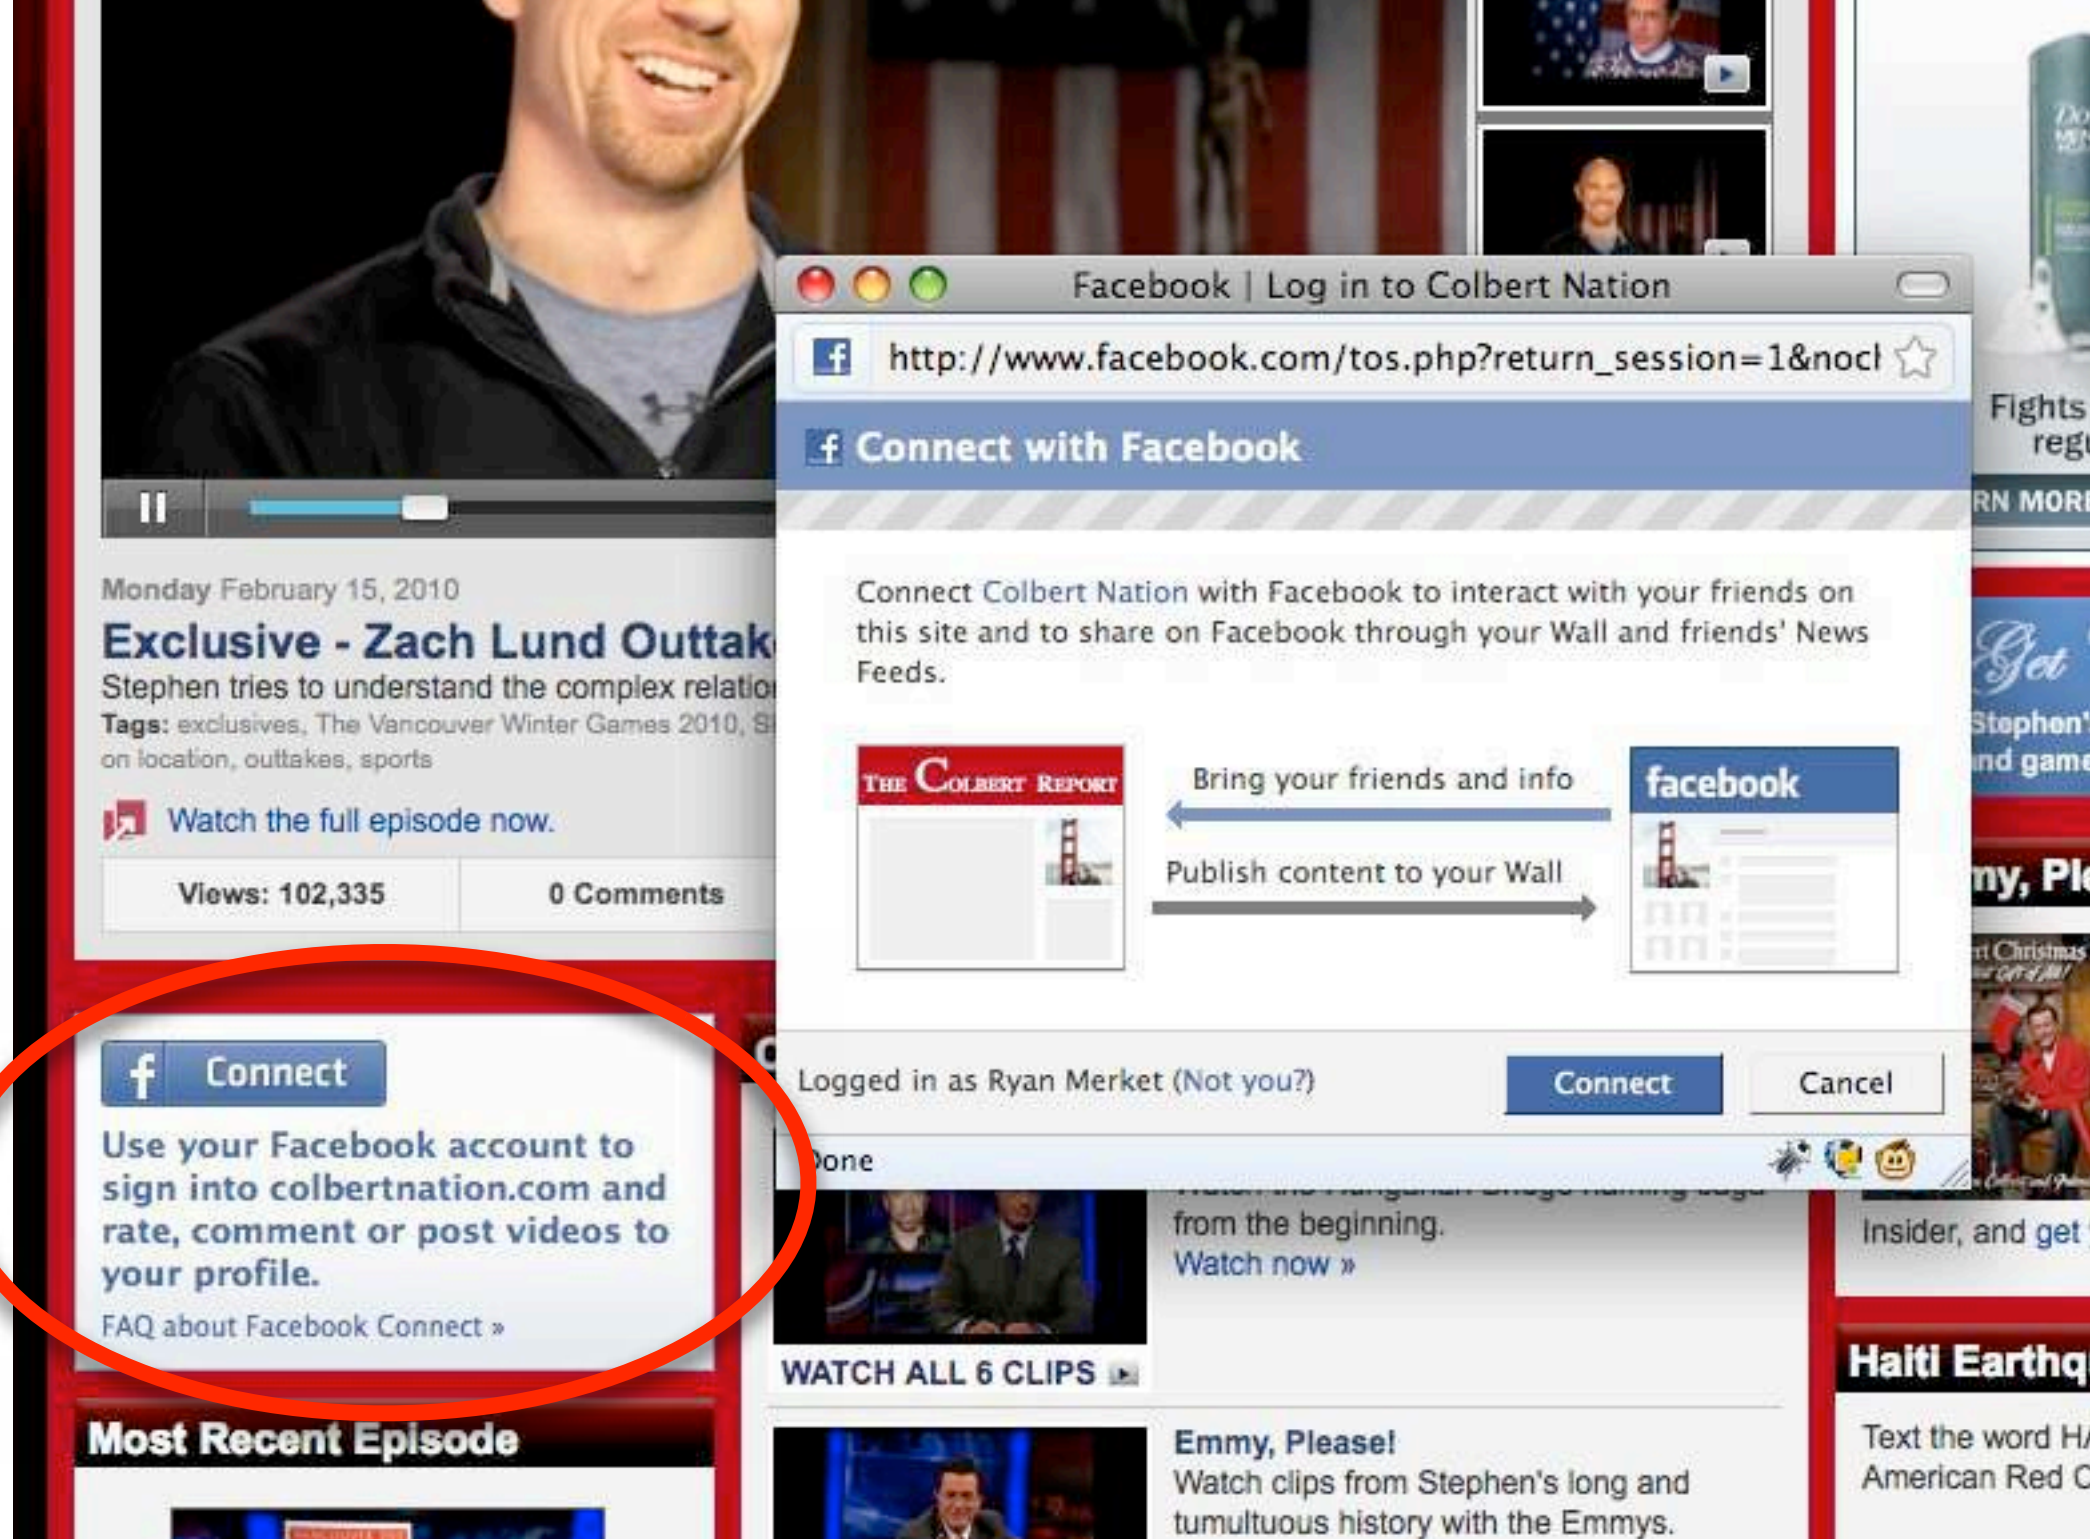 Facebook | Log in to Colbert Nation
http://www.facebook.com/tos.php?return_session=1&nocl
Connect with Facebook
Connect Colbert Nation with Facebook to interact with your friends on
this site and to share on Facebook through your Wall and friends' News
Feeds.
THE COLBERT REPORT
Bring your friends and info
facebook
Publish content to your Wall
Logged in as Ryan Merket (Not you?)
Connect
Cancel
Done
Monday February 15, 2010
Exclusive - Zach Lund Outtak
Stephen tries to understand the complex relatio
Tags: exclusives, The Vancouver Winter Games 2010, S
on location, outtakes, sports
Watch the full episode now.
Views: 102,335
0 Comments
f Connect
Use your Facebook account to
sign into colbertnation.com and
rate, comment or post videos to
your profile.
FAQ about Facebook Connect »
Most Recent Episode
from the beginning.
Watch now »
WATCH ALL 6 CLIPS
Emmy, Please!
Watch clips from Stephen's long and
tumultuous history with the Emmys.
Fights
regu
RN MORE
Get
Stephen'
nd game
my, Ple
rt Christmas
Insider, and get
Haiti Earthq
Text the word HA
American Red C